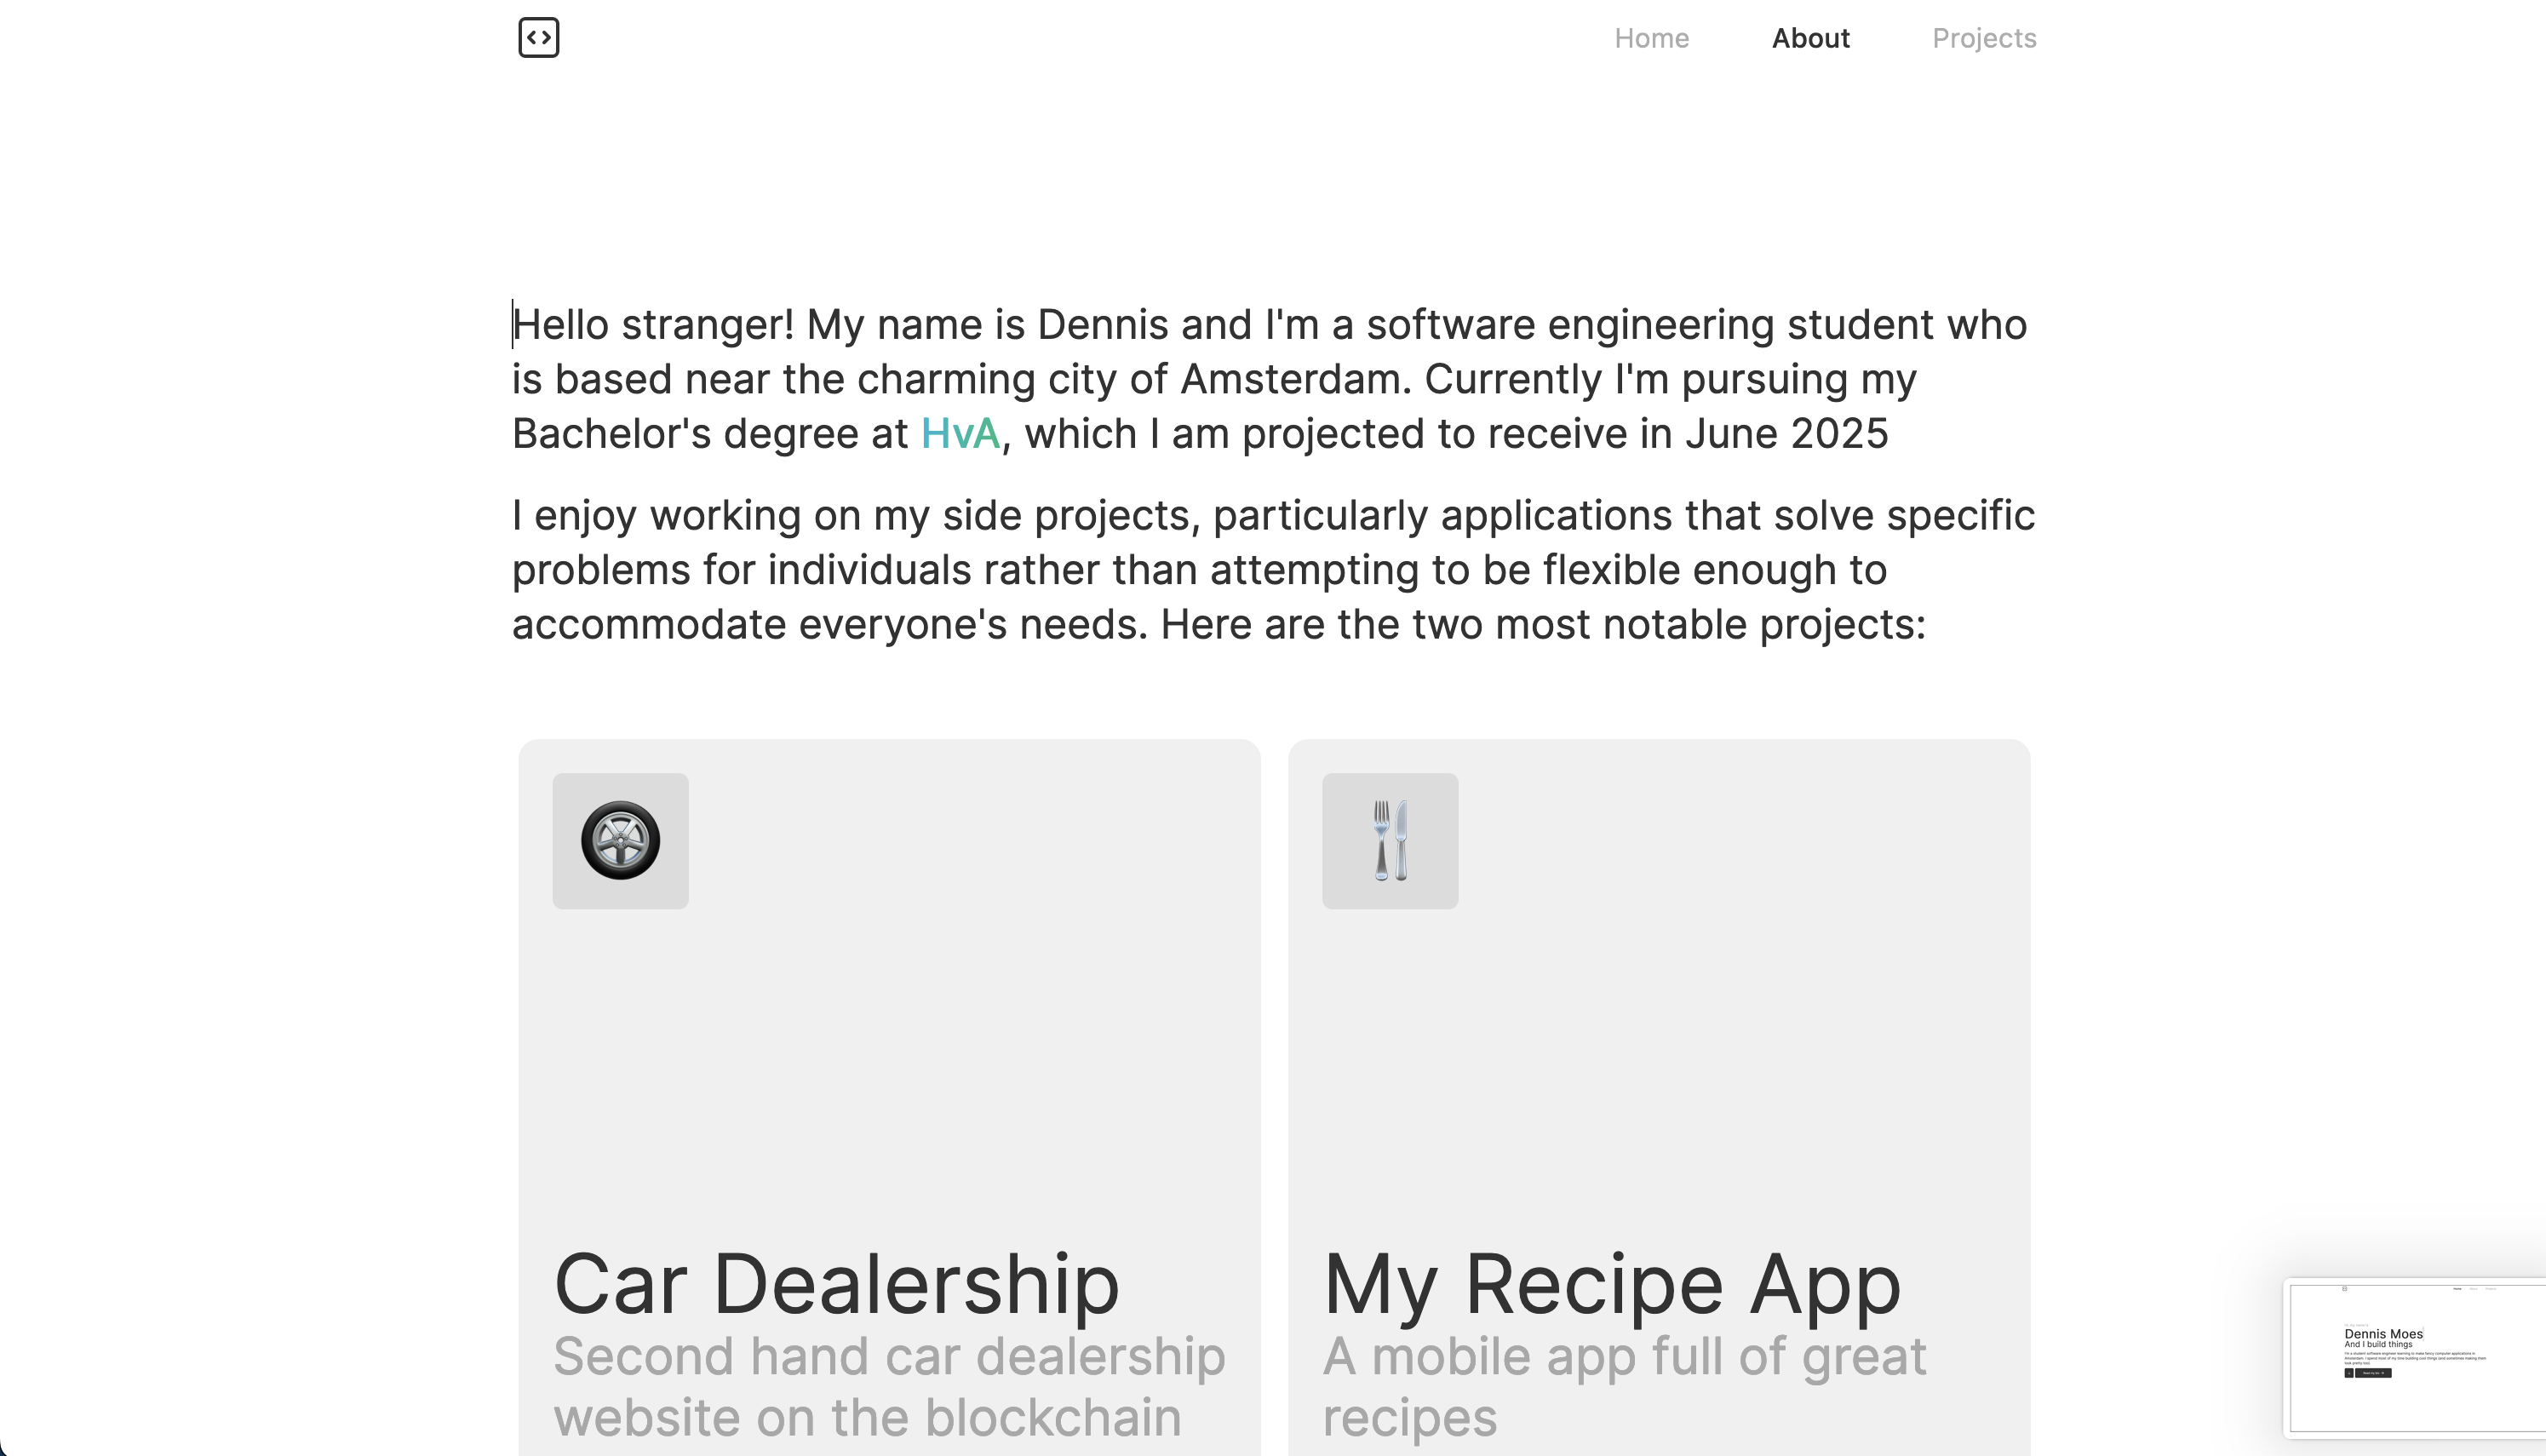 Home About Projects
Hello stranger! My name is Dennis and I'm a software engineering student who
is based near the charming city of Amsterdam. Currently I'm pursuing my
Bachelor's degree at HvA, which I am projected to receive in June 2025
I enjoy working on my side projects, particularly applications that solve specific
problems for individuals rather than attempting to be flexible enough to
accommodate everyone's needs. Here are the two most notable projects:
Car Dealership
Second hand car dealership
website on the blockchain
My Recipe App
A mobile app full of great
recipes
Dennis Moes
And I build things